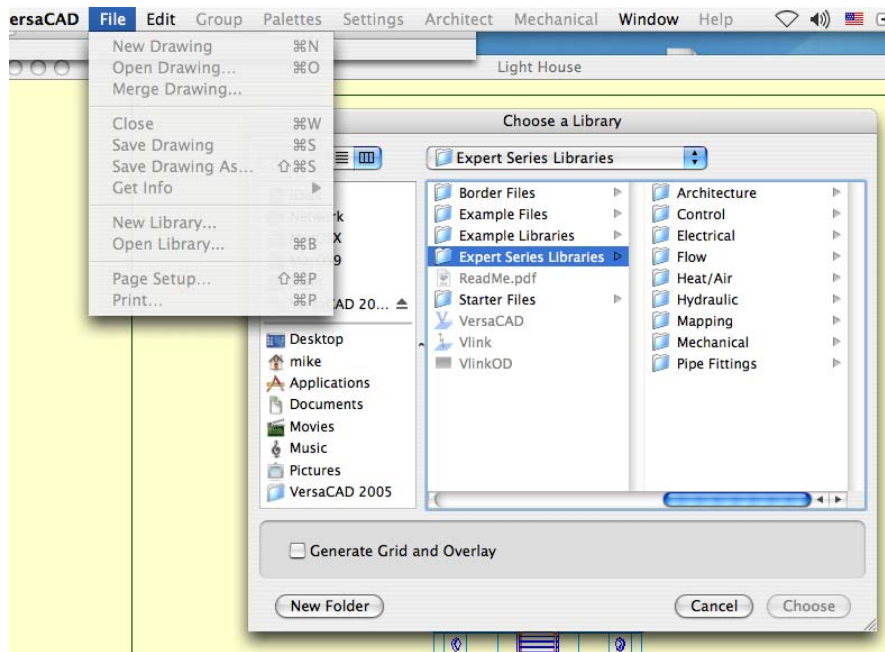 ersaCAD File Edit Group Palettes Settings Architect Mechanical Window Help
New Drawing ⌘N
Open Drawing... ⌘O
Merge Drawing...
Close ⌘W
Save Drawing ⌘S
Save Drawing As... ⇧⌘S
Get Info
New Library...
Open Library... ⌘B
Page Setup... ⇧⌘P
Print... ⌘P
Light House
Choose a Library
Expert Series Libraries
AD 20...
Desktop
mike
Applications
Documents
Movies
Music
Pictures
VersaCAD 2005
Border Files
Example Files
Example Libraries
Expert Series Libraries
ReadMe.pdf
Starter Files
VersaCAD
Vlink
VlinkOD
Architecture
Control
Electrical
Flow
Heat/Air
Hydraulic
Mapping
Mechanical
Pipe Fittings
Generate Grid and Overlay
New Folder Cancel Choose